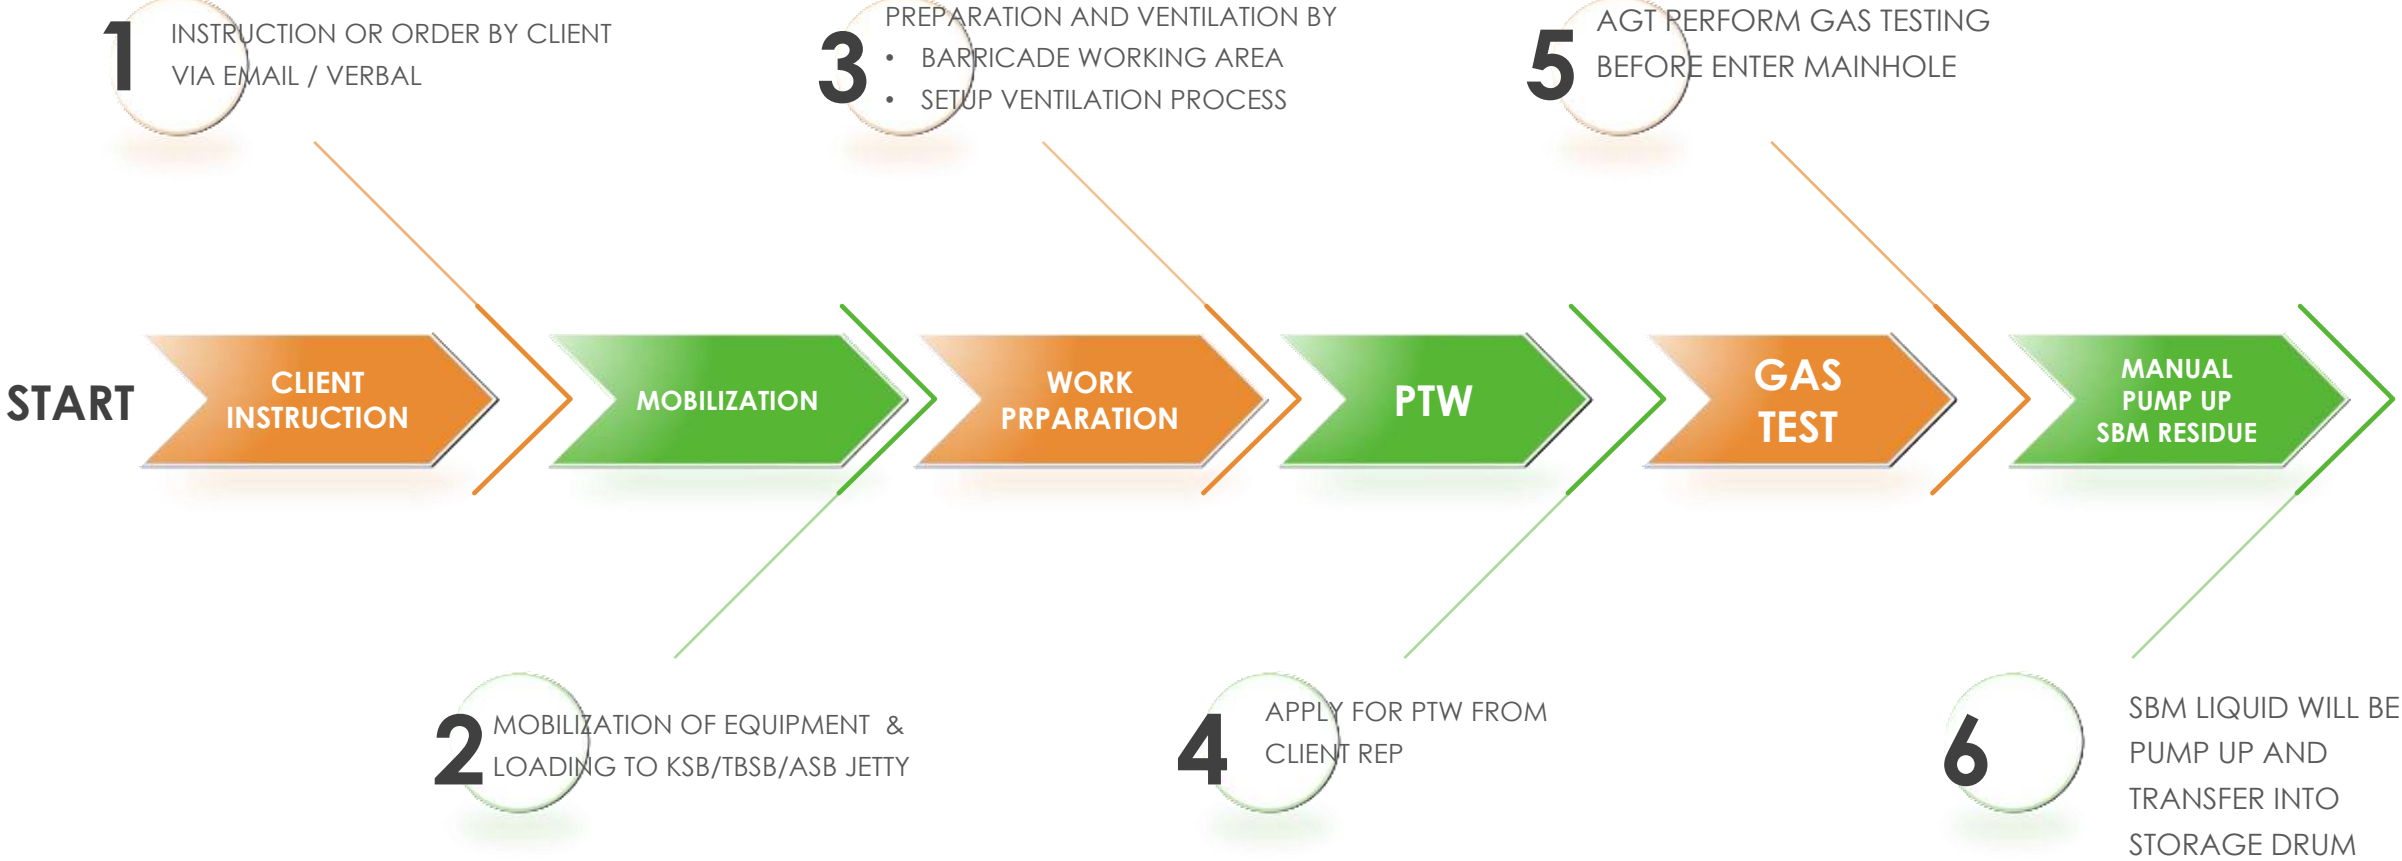 1
INSTRUCTION OR ORDER BY CLIENT
VIA EMAIL / VERBAL
3
PREPARATION AND VENTILATION BY
• BARRICADE WORKING AREA
• SETUP VENTILATION PROCESS
5
AGT PERFORM GAS TESTING
BEFORE ENTER MAINHOLE
START
CLIENT
INSTRUCTION
MOBILIZATION
WORK
PRPARATION
PTW
GAS
TEST
MANUAL
PUMP UP
SBM RESIDUE
2
MOBILIZATION OF EQUIPMENT &
LOADING TO KSB/TBSB/ASB JETTY
4
APPLY FOR PTW FROM
CLIENT REP
6
SBM LIQUID WILL BE
PUMP UP AND
TRANSFER INTO
STORAGE DRUM